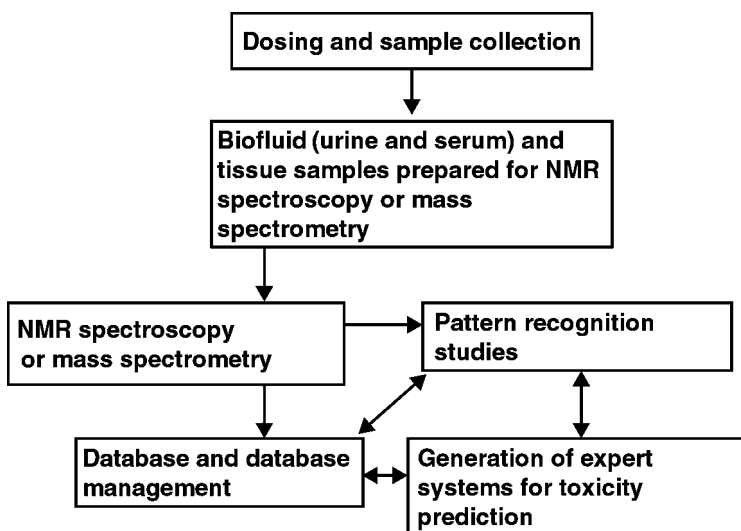 Dosing and sample collection
Biofluid (urine and serum) and
tissue samples prepared for NMR
spectroscopy or mass
spectrometry
NMR spectroscopy
or mass spectrometry
Pattern recognition
studies
Database and database
management
Generation of expert
systems for toxicity
prediction